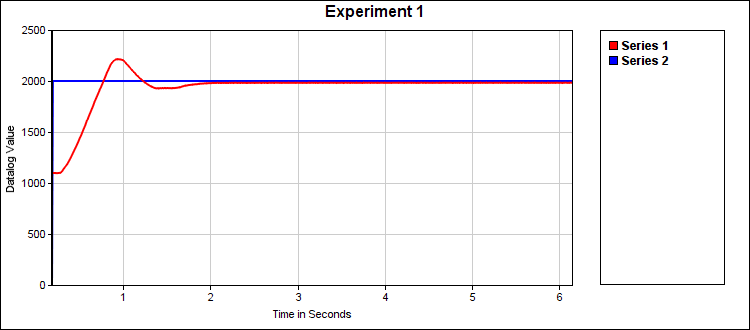 Experiment 1
2500
2000
1500
1000
500
0
Datalog Value
1
2
3
4
5
6
Time in Seconds
Series 1
Series 2